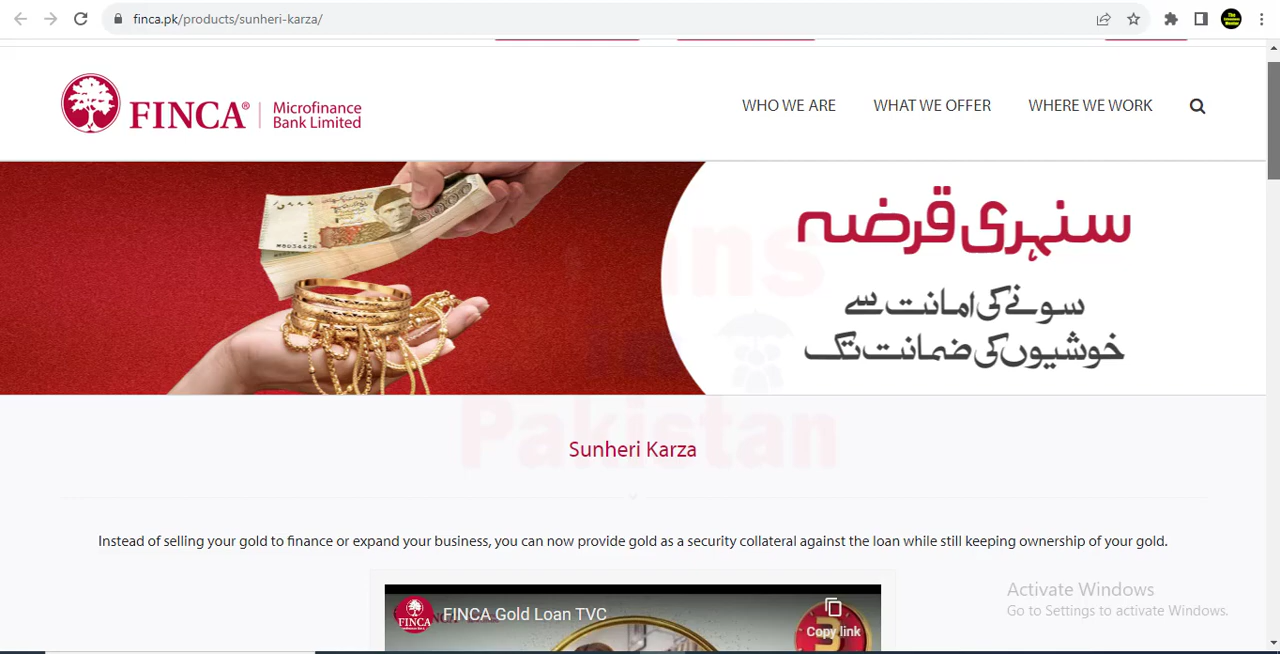 finca.pk/products/sunheri-karza/
FINCA® Microfinance Bank Limited
WHO WE ARE
WHAT WE OFFER
WHERE WE WORK
سنہری قرضہ
سونے کی امانت سے
خوشیوں کی ضمانت تک
Pakistan
Sunheri Karza
Instead of selling your gold to finance or expand your business, you can now provide gold as a security collateral against the loan while still keeping ownership of your gold.
Activate Windows
Go to Settings to activate Windows.
FINCA
FINCA Gold Loan TVC
3
Copy link